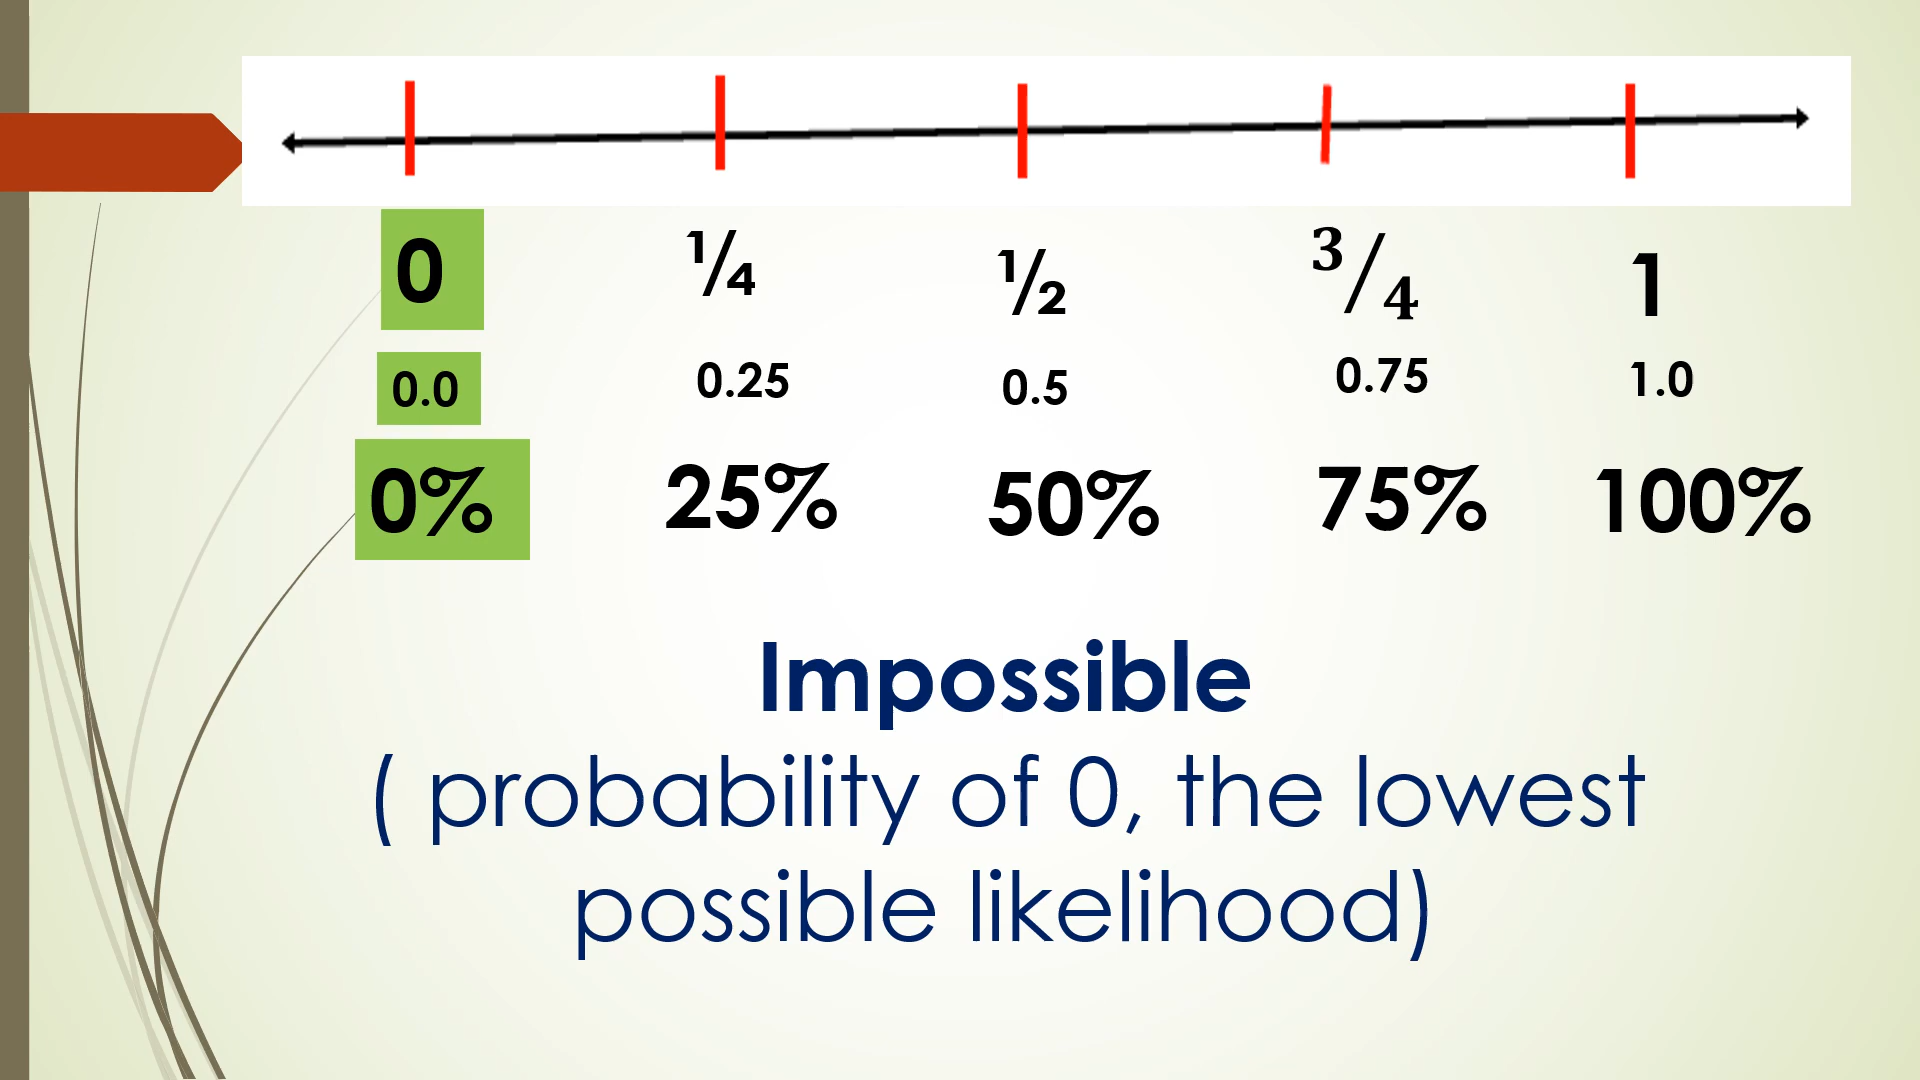 0 ¼ ½ ¾ 1
0.0 0.25 0.5 0.75 1.0
0% 25% 50% 75% 100%
Impossible
( probability of 0, the lowest
possible likelihood)